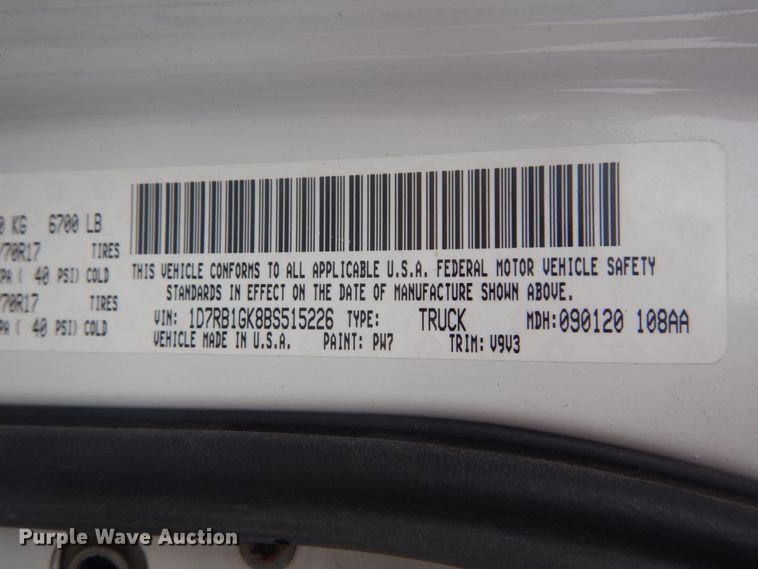 0 KG 6700 LB
/70R17 TIRES
KPA ( 40 PSI) COLD
/70R17 TIRES
KPA ( 40 PSI) COLD
THIS VEHICLE CONFORMS TO ALL APPLICABLE U.S.A. FEDERAL MOTOR VEHICLE SAFETY
STANDARDS IN EFFECT ON THE DATE OF MANUFACTURE SHOWN ABOVE.
VIN: 1D7RB1GK8BS515226 TYPE: TRUCK MDH:090120 108AA
VEHICLE MADE IN U.S.A. PAINT: PW7 TRIM: V9V3
Purple Wave Auction